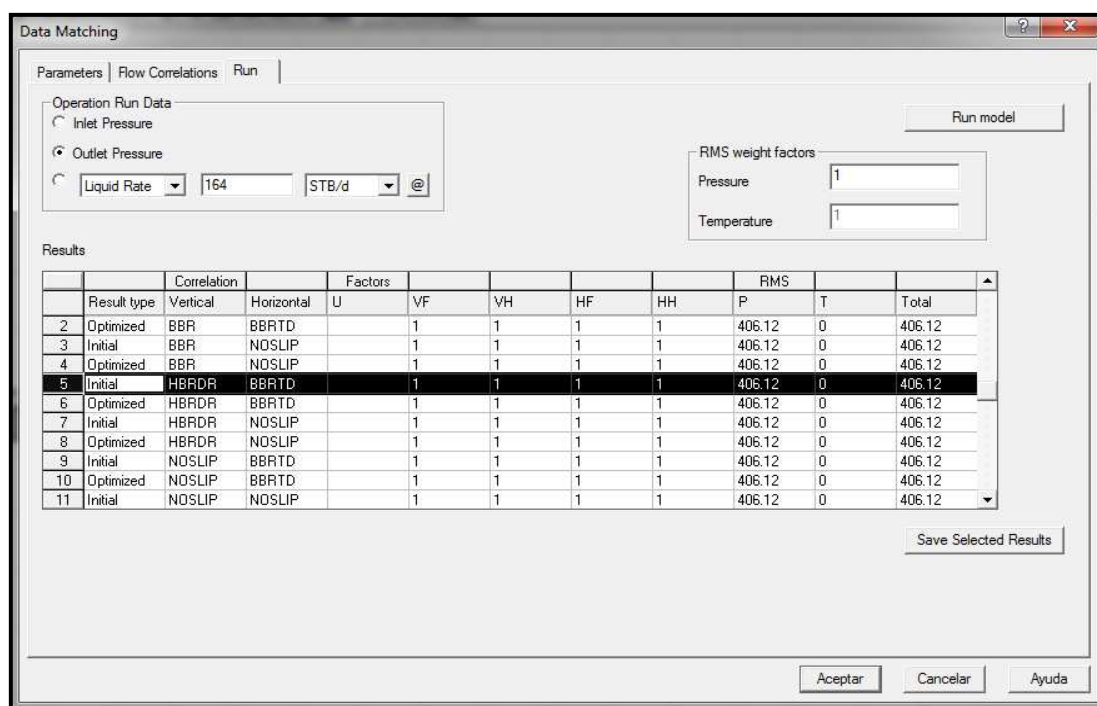 Data Matching
Parameters Flow Correlations Run
Operation Run Data
Inlet Pressure
Outlet Pressure
Liquid Rate 164 STB/d @
Run model
RMS weight factors
Pressure 1
Temperature 1
Results
Correlation Factors RMS
Result type Vertical Horizontal U VF VH HF HH P T Total
2 Optimized BBR BBRTD 1 1 1 1 406.12 0 406.12
3 Initial BBR NOSLIP 1 1 1 1 406.12 0 406.12
4 Optimized BBR NOSLIP 1 1 1 1 406.12 0 406.12
5 Initial HBRDR BBRTD 1 1 1 1 406.12 0 406.12
6 Optimized HBRDR BBRTD 1 1 1 1 406.12 0 406.12
7 Initial HBRDR NOSLIP 1 1 1 1 406.12 0 406.12
8 Optimized HBRDR NOSLIP 1 1 1 1 406.12 0 406.12
9 Initial NOSLIP BBRTD 1 1 1 1 406.12 0 406.12
10 Optimized NOSLIP BBRTD 1 1 1 1 406.12 0 406.12
11 Initial NOSLIP NOSLIP 1 1 1 1 406.12 0 406.12
Save Selected Results
Aceptar Cancelar Ayuda